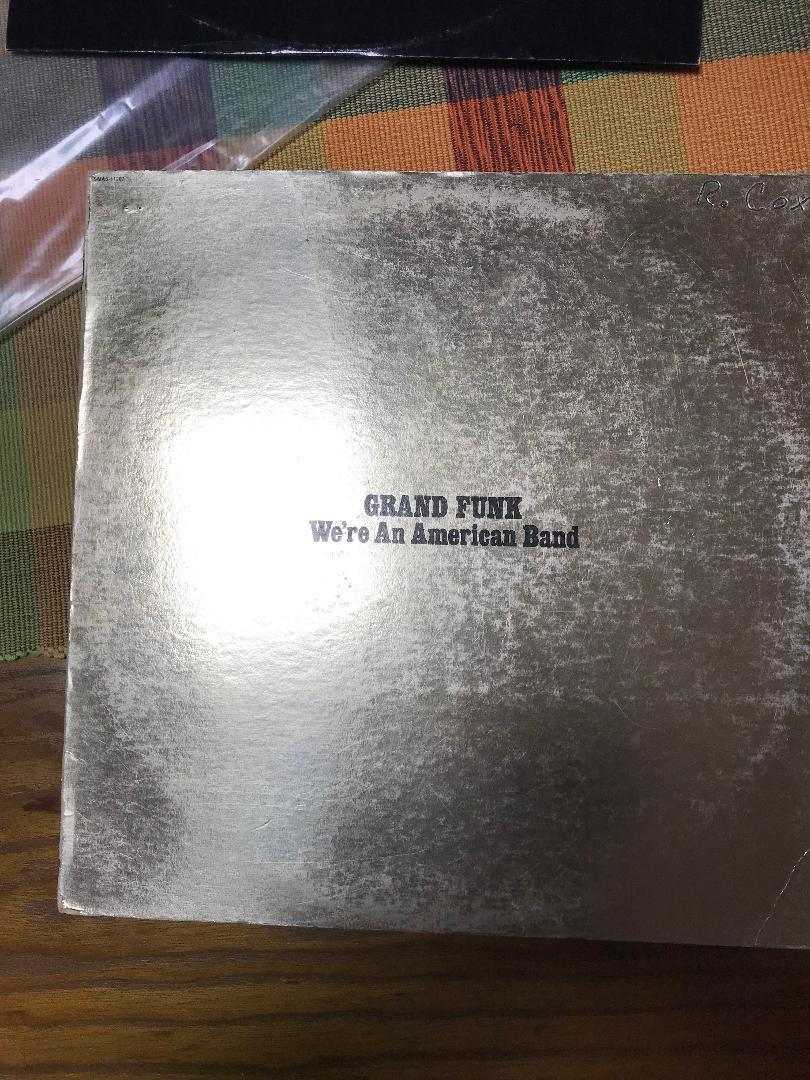 R. Cox
GRAND FUNK
We're An American Band